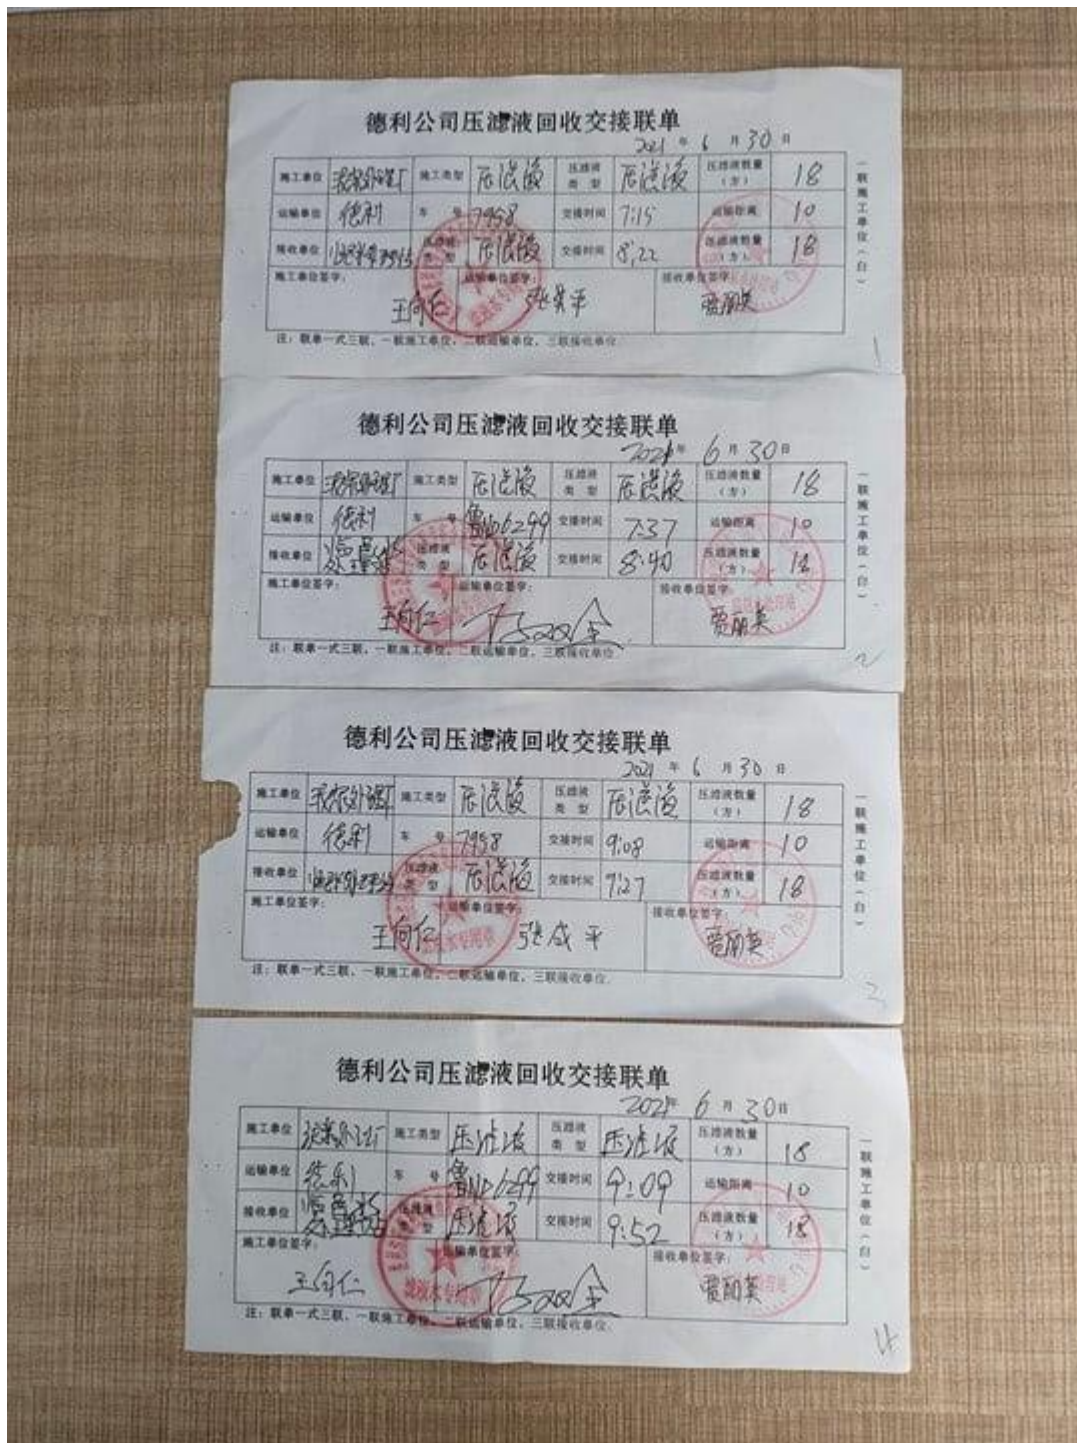 德利公司压滤液回收交接联单
2021 年 6 月 30 日
施工单位 施工类型 压滤液 压滤液类型 压滤液 压滤液数量（方） 18
运输单位 德利 车号 7958 交接时间 7:15 运输距离 10
接收单位 压滤液类型 压滤液 交接时间 8:22 压滤液数量（方） 18
施工单位签字： 王向仁 运输单位签字： 接收单位签字： 贾丽英
注：联单一式三联，一联施工单位，二联运输单位，三联接收单位
一联施工单位（白）
1
德利公司压滤液回收交接联单
2021 年 6 月 30 日
施工单位 施工类型 压滤液 压滤液类型 压滤液 压滤液数量（方） 18
运输单位 德利 车号 交接时间 7:37 运输距离 10
接收单位 压滤液类型 压滤液 交接时间 8:40 压滤液数量（方） 18
施工单位签字： 王向仁 运输单位签字： 接收单位签字： 贾丽英
注：联单一式三联，一联施工单位，二联运输单位，三联接收单位
一联施工单位（白）
2
德利公司压滤液回收交接联单
2021 年 6 月 30 日
施工单位 施工类型 压滤液 压滤液类型 压滤液 压滤液数量（方） 18
运输单位 德利 车号 7958 交接时间 9:08 运输距离 10
接收单位 压滤液类型 压滤液 交接时间 9:27 压滤液数量（方） 18
施工单位签字： 王向仁 运输单位签字： 张成平 接收单位签字： 贾丽英
注：联单一式三联，一联施工单位，二联运输单位，三联接收单位
一联施工单位（白）
3
德利公司压滤液回收交接联单
2021 年 6 月 30 日
施工单位 施工类型 压滤液 压滤液类型 压滤液 压滤液数量（方） 18
运输单位 德利 车号 交接时间 9:09 运输距离 10
接收单位 压滤液类型 压滤液 交接时间 9:52 压滤液数量（方） 18
施工单位签字： 王向仁 运输单位签字： 接收单位签字： 贾丽英
注：联单一式三联，一联施工单位，二联运输单位，三联接收单位
一联施工单位（白）
4